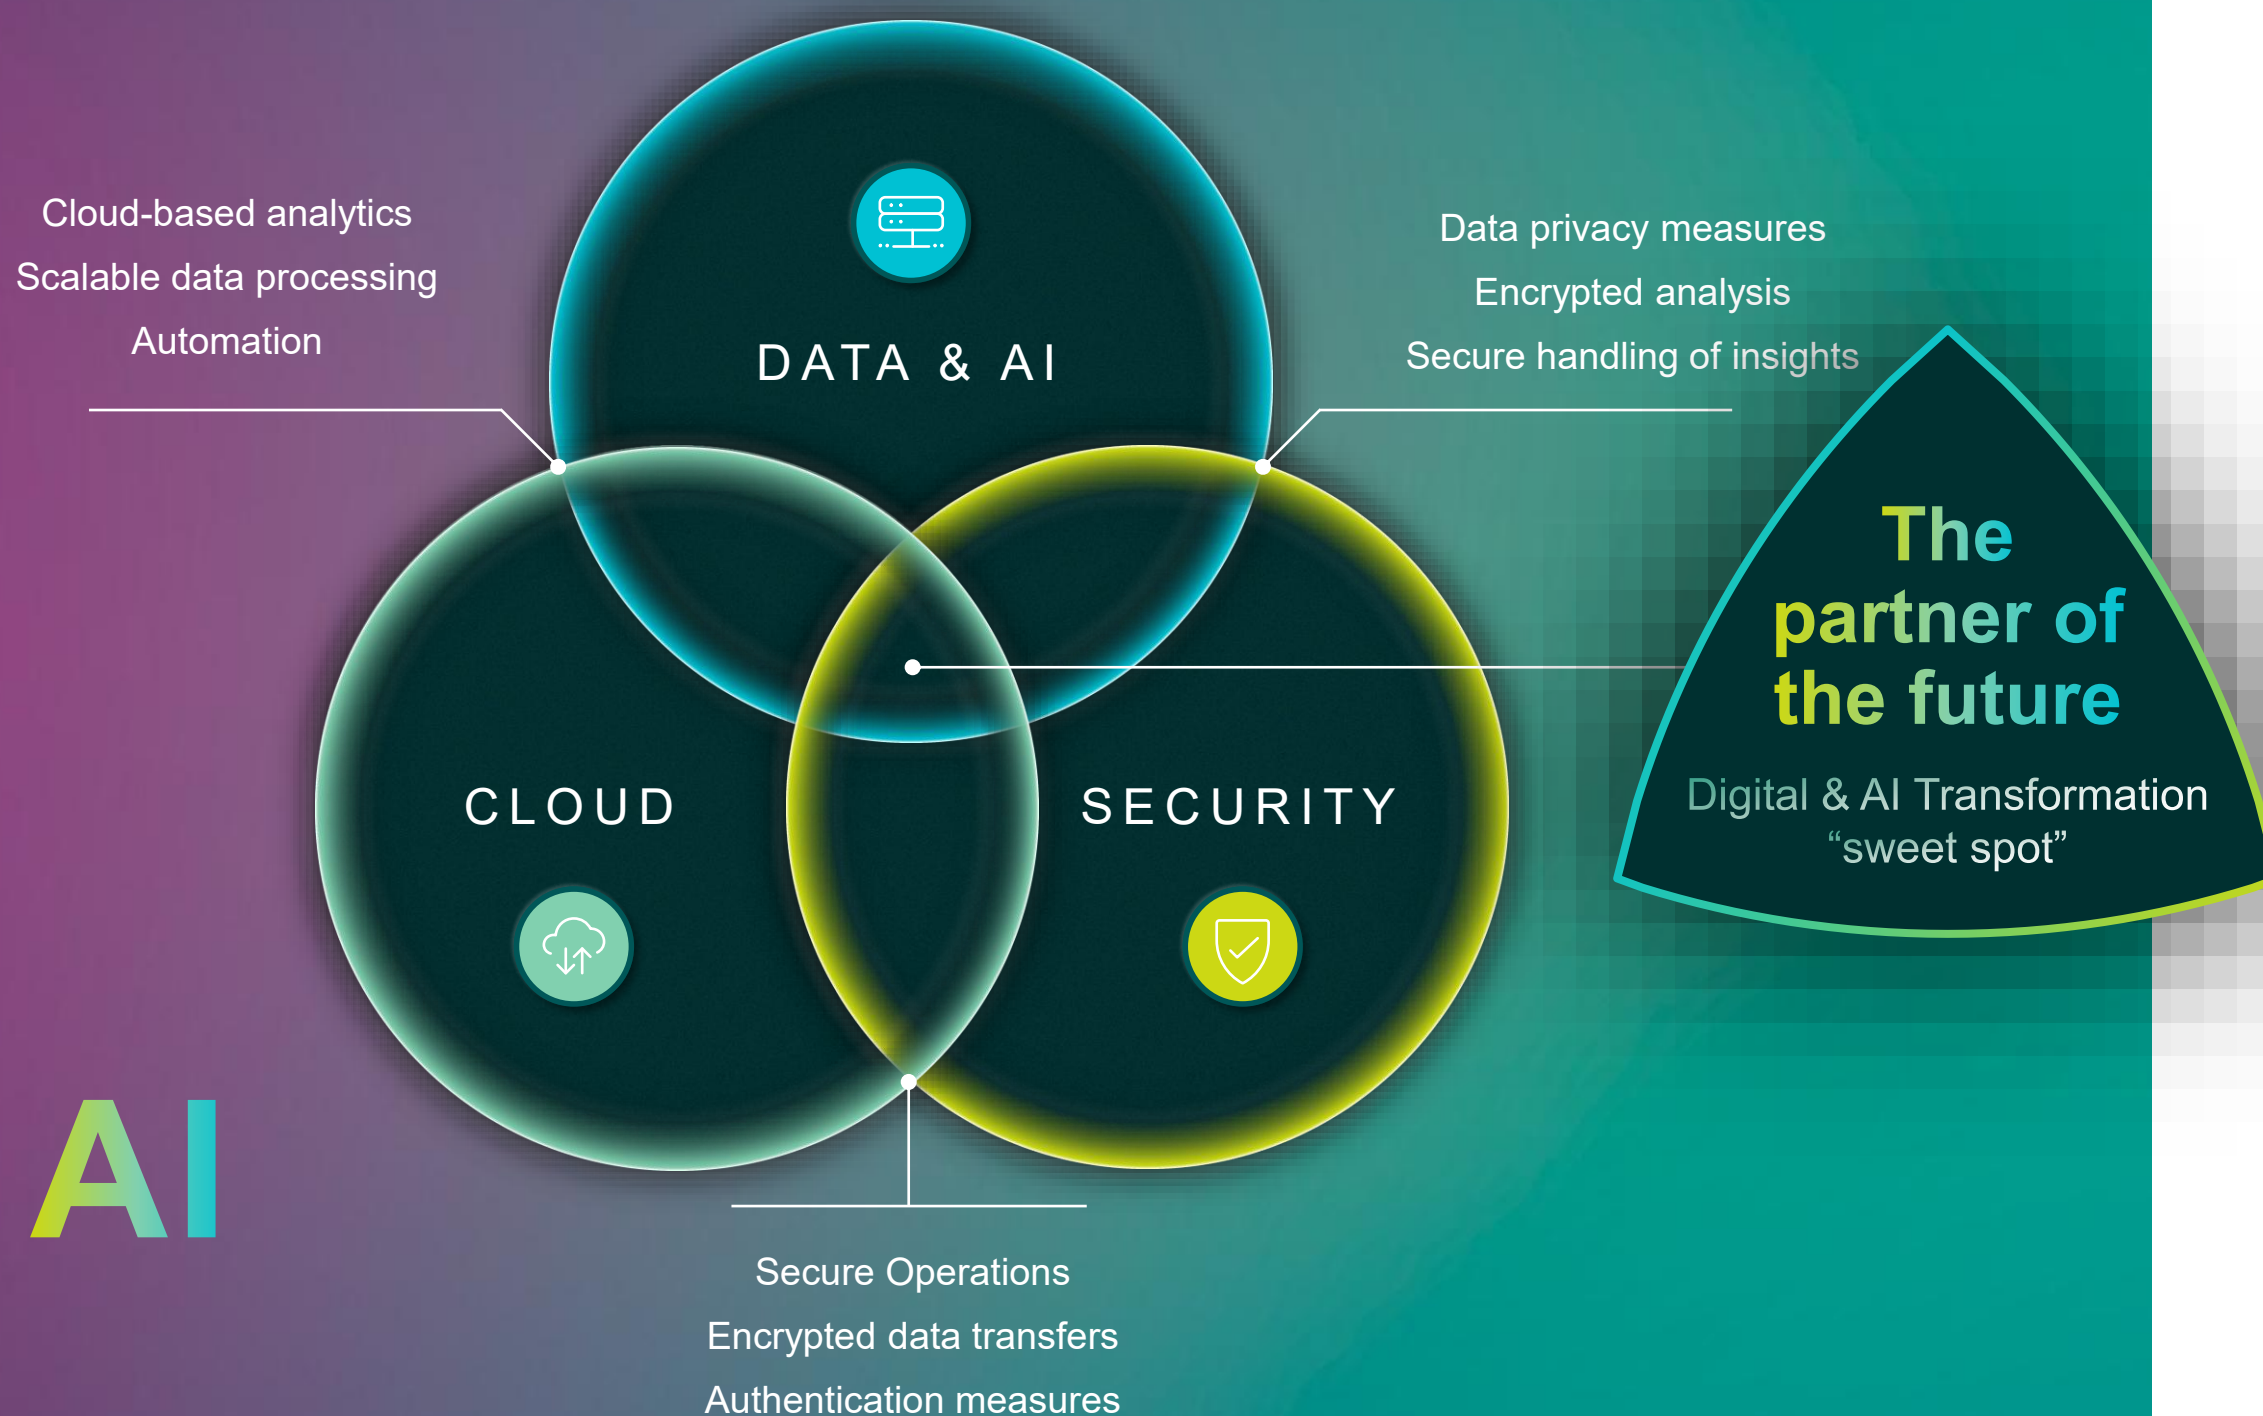 Cloud-based analytics
Scalable data processing
Automation
DATA & AI
Data privacy measures
Encrypted analysis
Secure handling of insights
CLOUD
SECURITY
The
partner of
the future
Digital & AI Transformation
“sweet spot”
AI
Secure Operations
Encrypted data transfers
Authentication measures